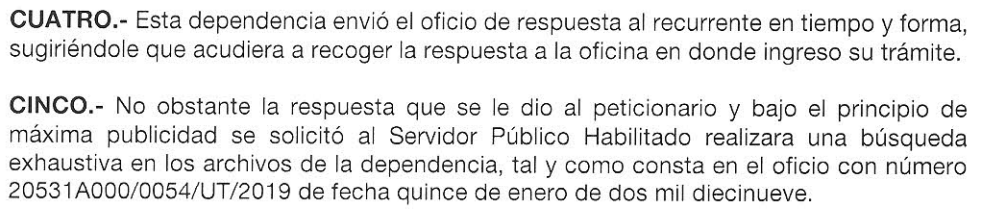 CUATRO.- Esta dependencia envió el oficio de respuesta al recurrente en tiempo y forma,
sugiriéndole que acudiera a recoger la respuesta a la oficina en donde ingreso su trámite.
CINCO.- No obstante la respuesta que se le dio al peticionario y bajo el principio de
máxima publicidad se solicitó al Servidor Público Habilitado realizara una búsqueda
exhaustiva en los archivos de la dependencia, tal y como consta en el oficio con número
20531A000/0054/UT/2019 de fecha quince de enero de dos mil diecinueve.